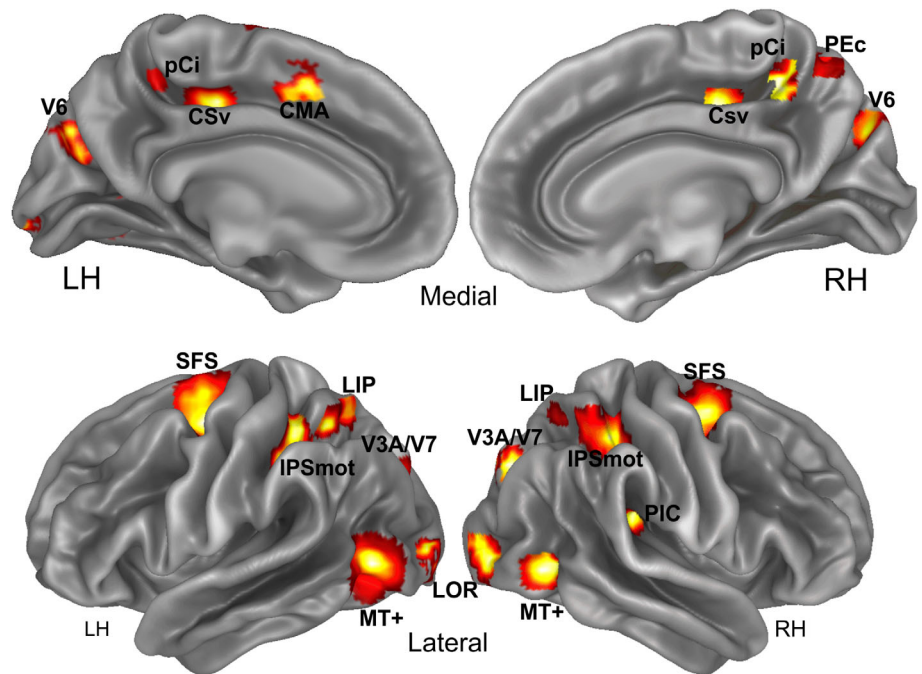 pCi
V6
CSv
CMA
LH
Medial
pCi
PEc
V6
Csv
RH
SFS
LIP
V3A/V7
IPSmot
LOR
MT+
LH
Lateral
SFS
LIP
V3A/V7
IPSmot
PIC
MT+
RH